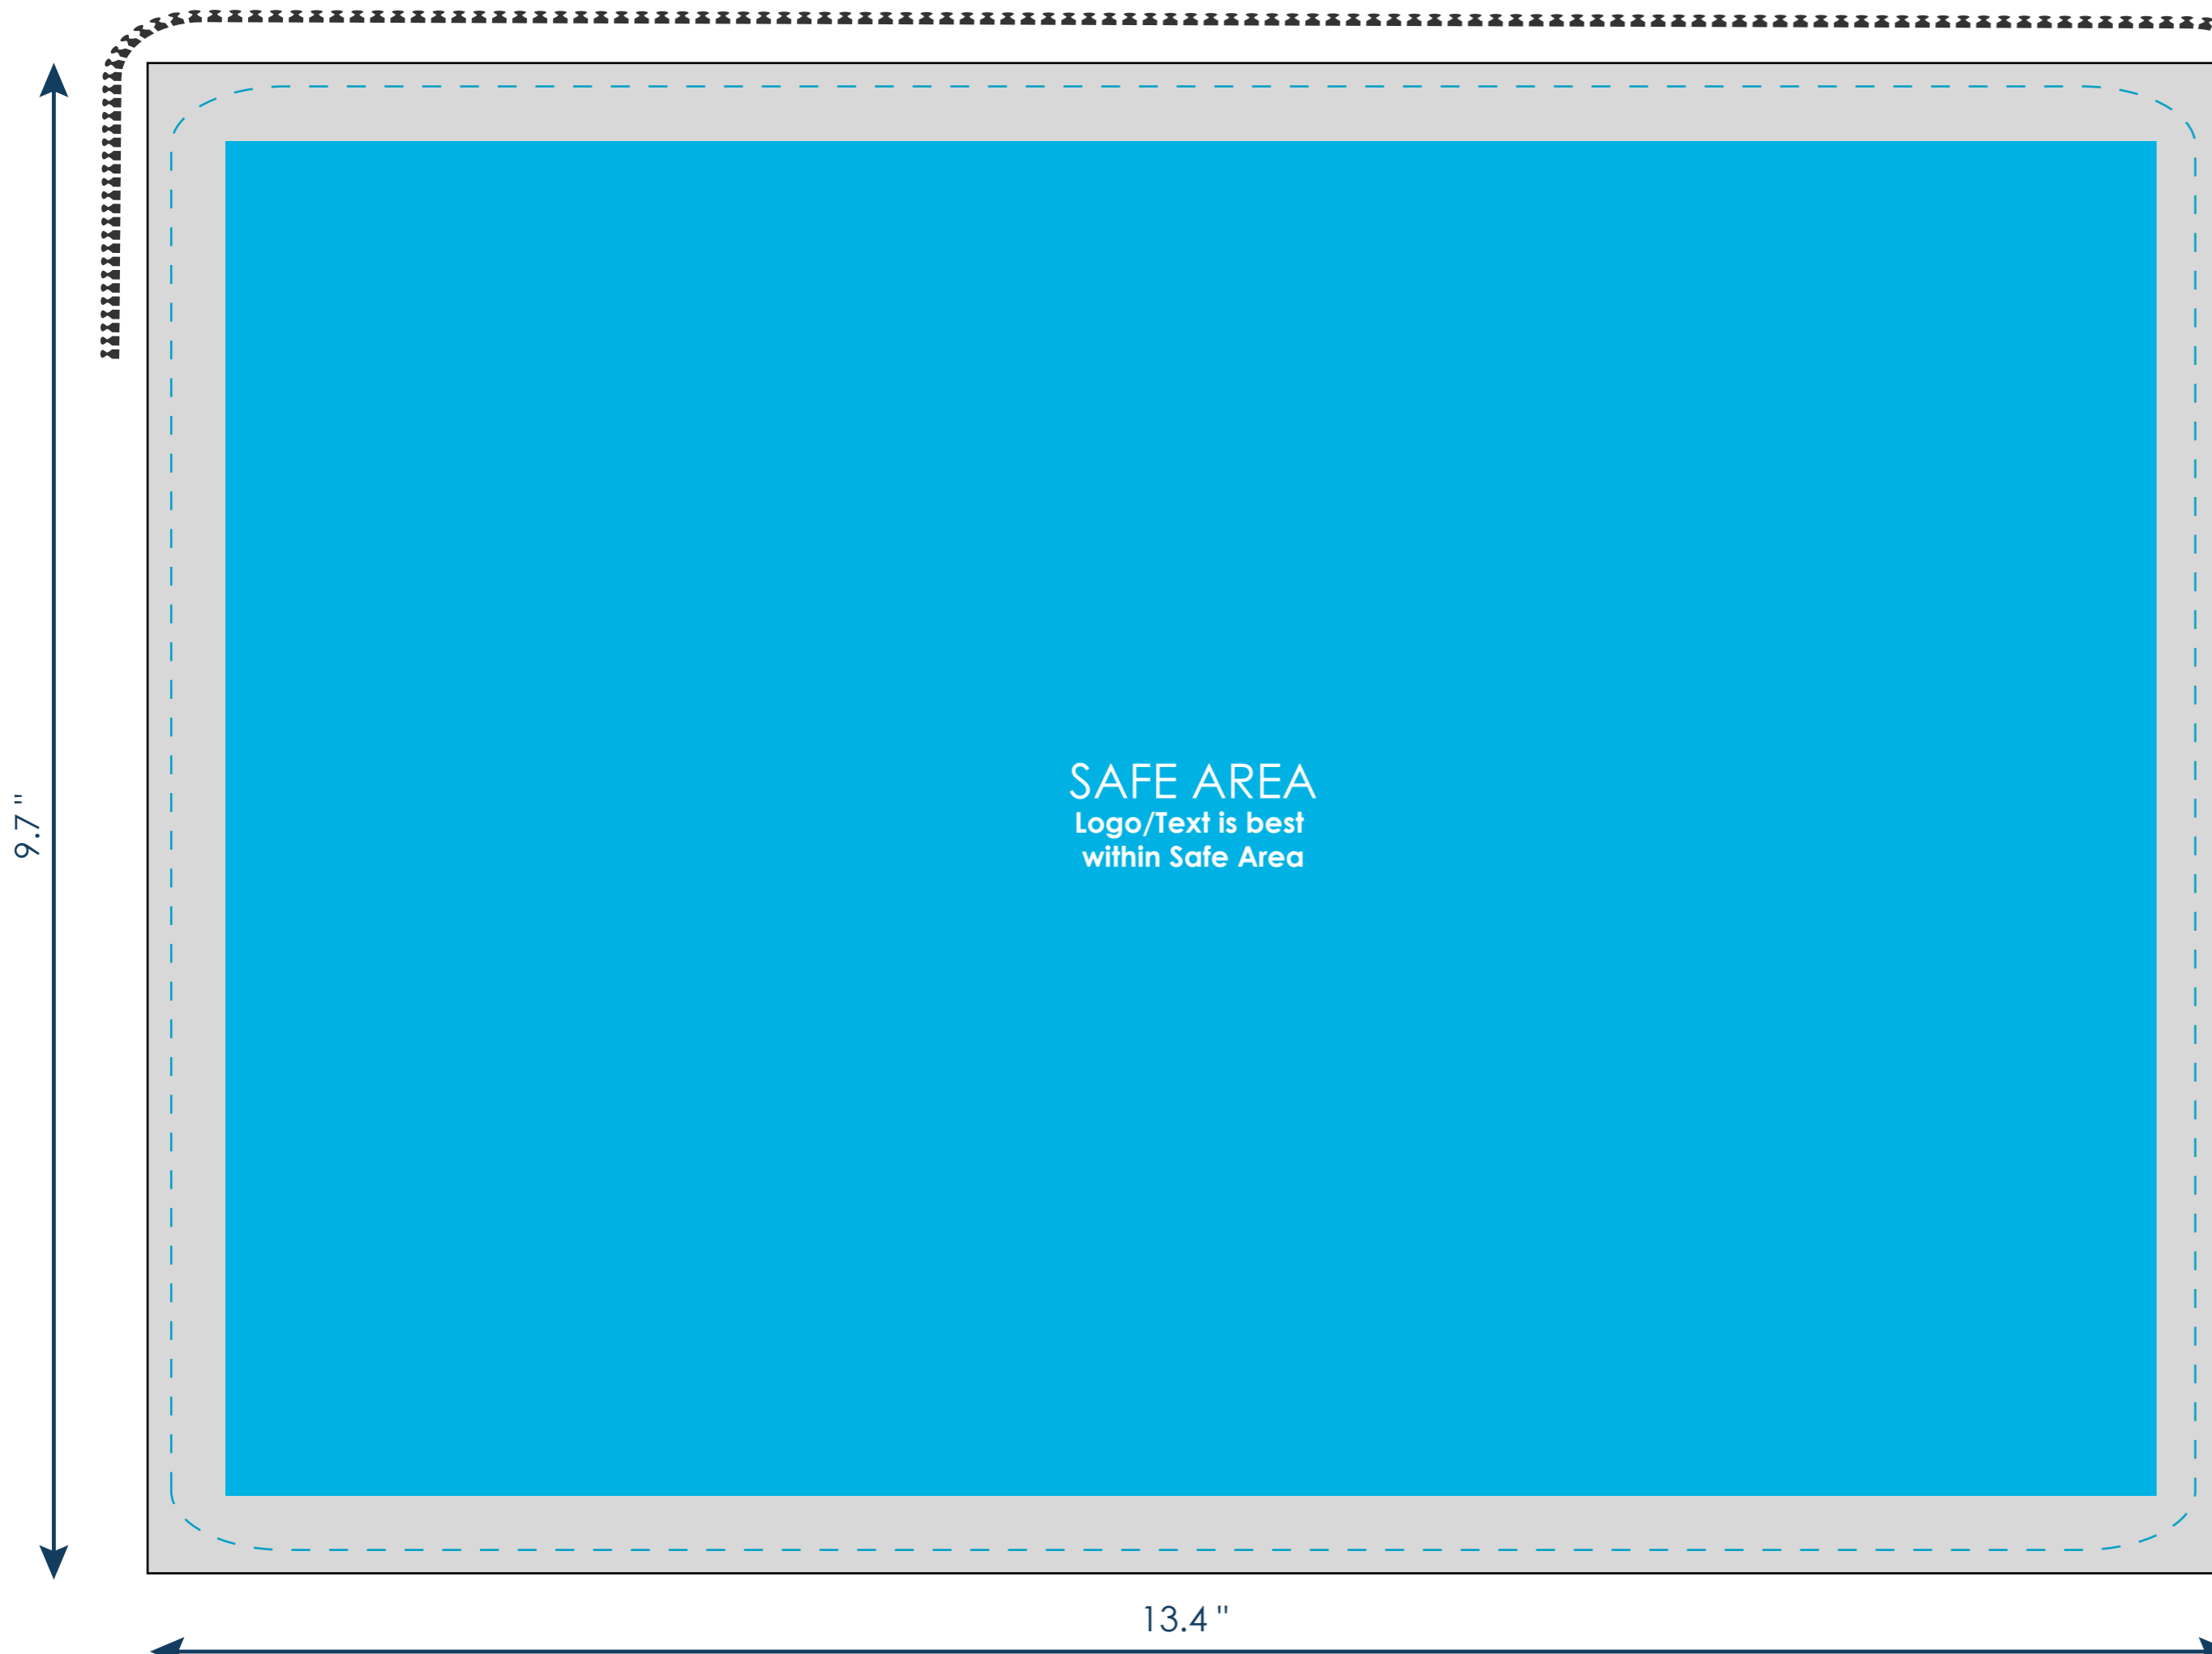 9.7 "
SAFE AREA
Logo/Text is best
within Safe Area
13.4 "